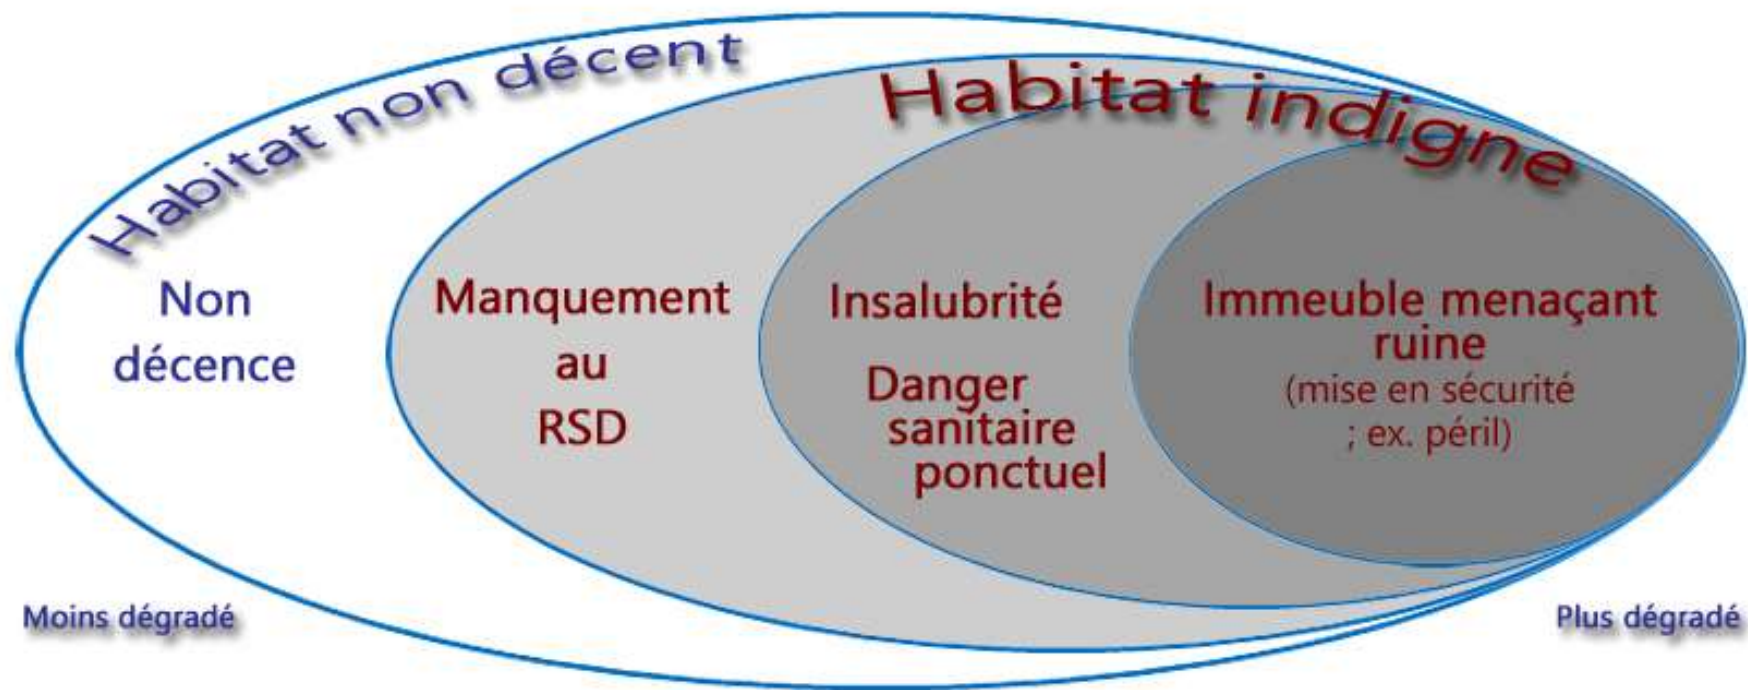 Habitat non décent
Habitat indigne
Non
décence
Manquement
au
RSD
Insalubrité
Danger
sanitaire
ponctuel
Immeuble menaçant
ruine
(mise en sécurité
; ex. péril)
Moins dégradé
Plus dégradé